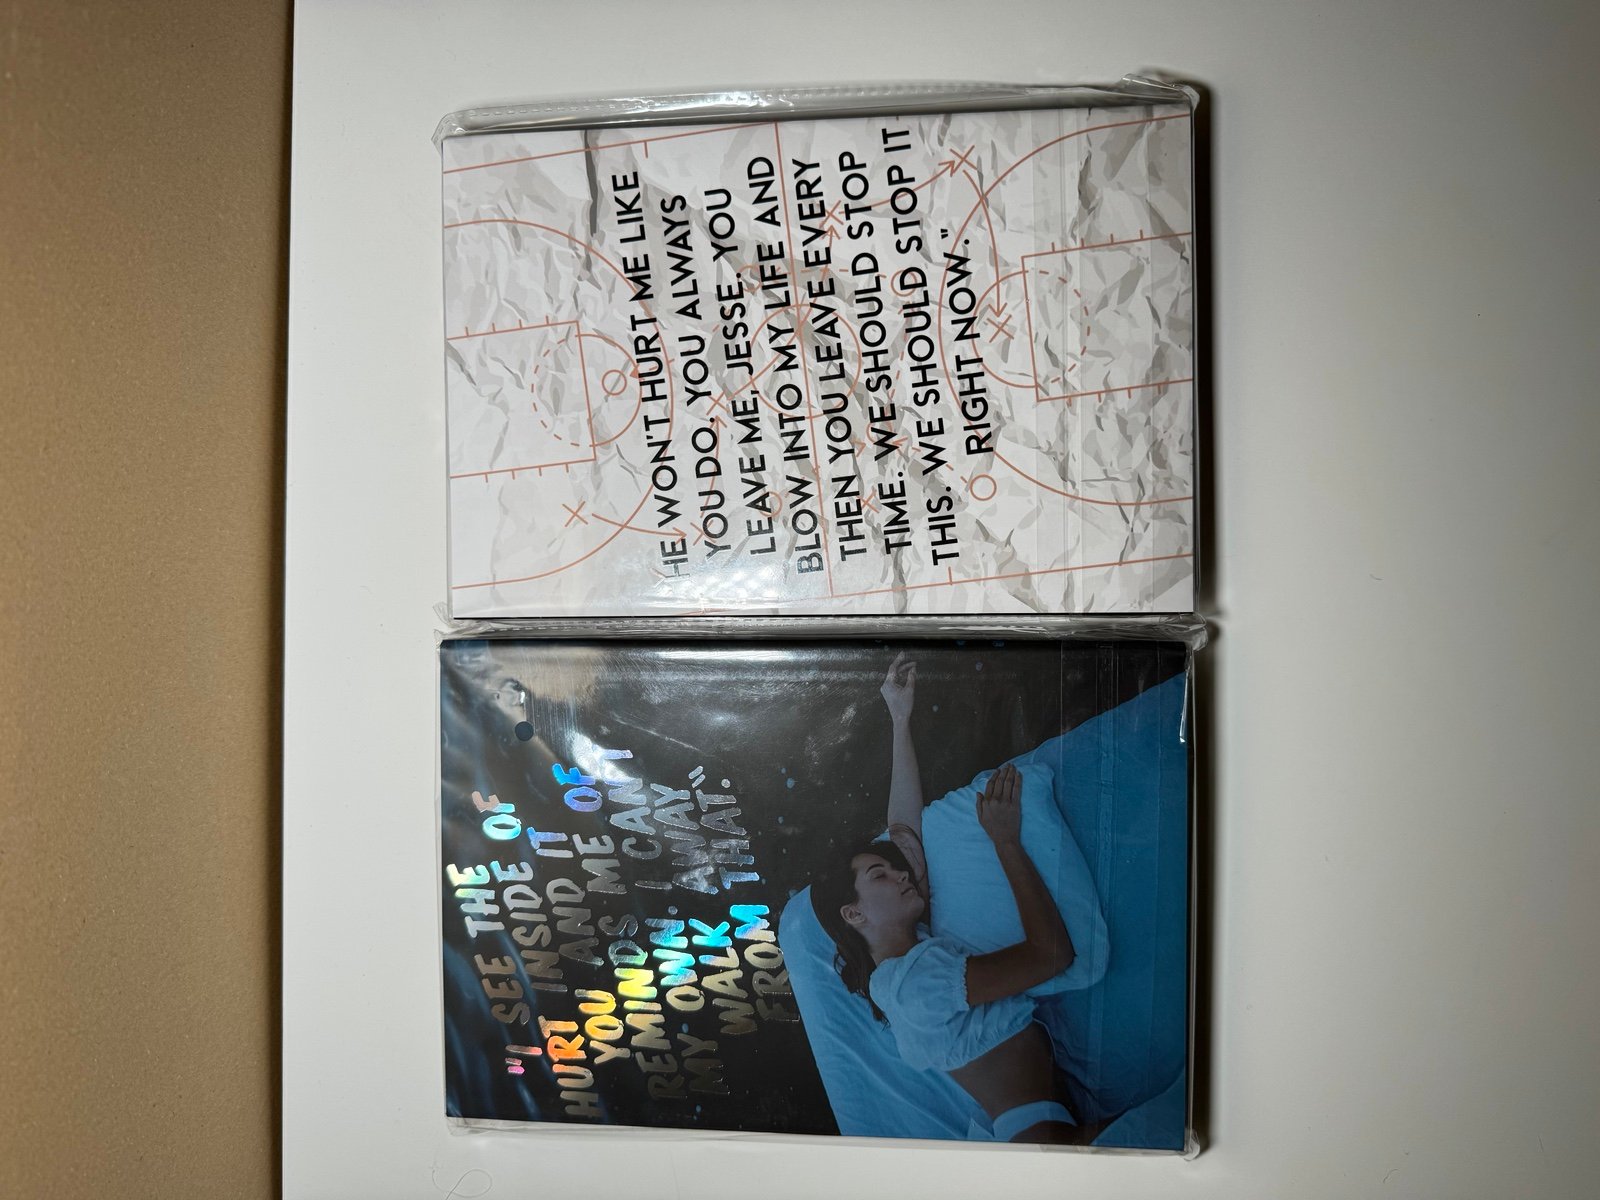 "I SEE THE
HURT INSIDE OF
YOU AND IT
REMINDS ME OF
MY OWN. I CAN'T
WALK AWAY
FROM THAT."
HE WON'T HURT ME LIKE
YOU DO. YOU ALWAYS
LEAVE ME, JESSE. YOU
BLOW INTO MY LIFE AND
THEN YOU LEAVE EVERY
TIME. WE SHOULD STOP
THIS. WE SHOULD STOP IT
RIGHT NOW."